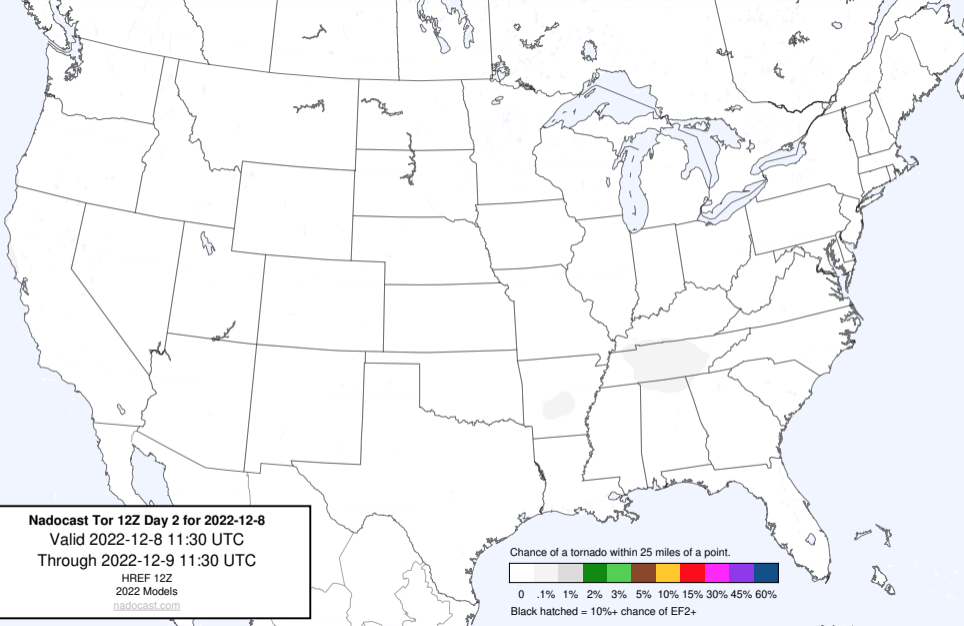 Nadocast Tor 12Z Day 2 for 2022-12-8
Valid 2022-12-8 11:30 UTC
Through 2022-12-9 11:30 UTC
HREF 12Z
2022 Models
nadocast.com
Chance of a tornado within 25 miles of a point.
0 .1% 1% 2% 3% 5% 10% 15% 30% 45% 60%
Black hatched = 10%+ chance of EF2+